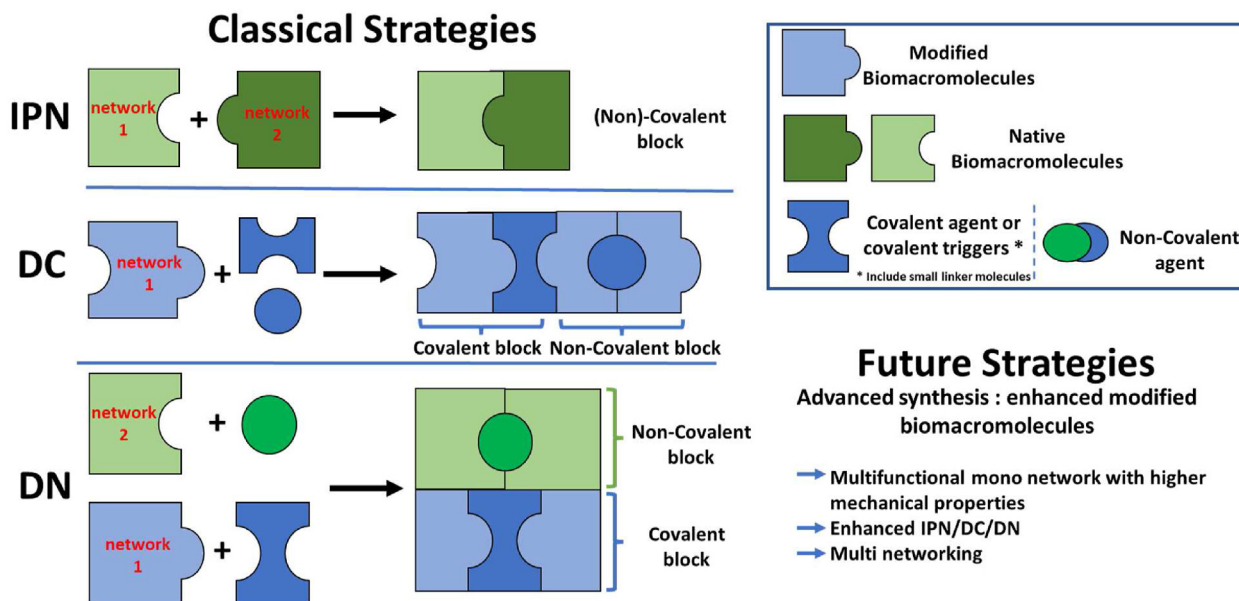 Classical Strategies
IPN
network
1
+
network
2
(Non)-Covalent
block
DC
network
1
+
Covalent block
Non-Covalent block
DN
network
2
+
network
1
+
Non-Covalent
block
Covalent
block
Modified
Biomacromolecules
Native
Biomacromolecules
Covalent agent or
covalent triggers *
* Include small linker molecules
Non-Covalent
agent
Future Strategies
Advanced synthesis : enhanced modified
biomacromolecules
Multifunctional mono network with higher
mechanical properties
Enhanced IPN/DC/DN
Multi networking